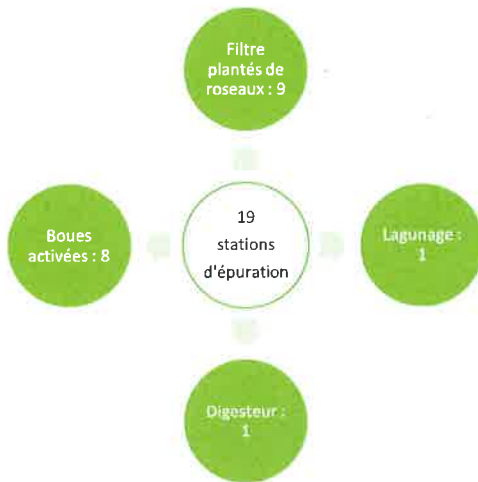 Filtre
plantés de
roseaux : 9
Boues
activées : 8
19
stations
d'épuration
Lagunage :
1
Digesteur :
1